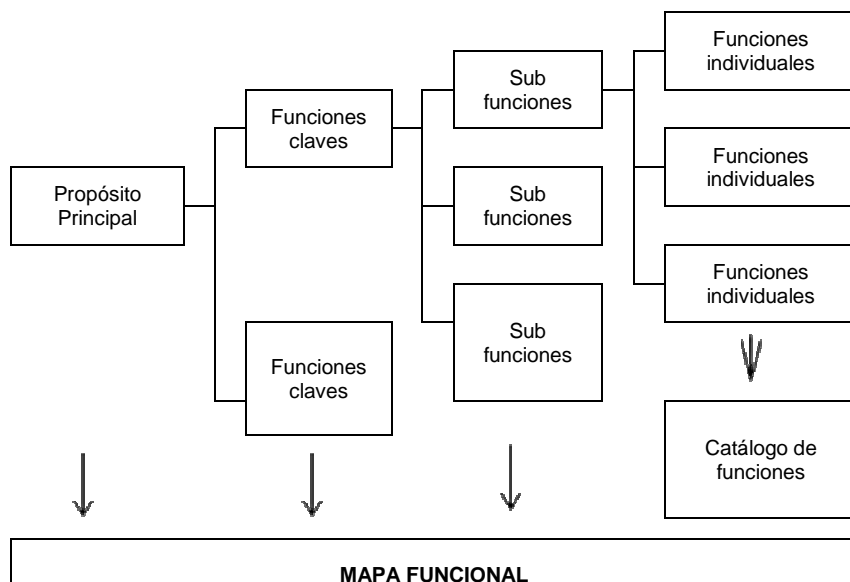 Funciones
individuales
Sub
funciones
Funciones
claves
Funciones
individuales
Propósito
Principal
Sub
funciones
Funciones
individuales
Sub
funciones
Funciones
claves
Catálogo de
funciones
MAPA FUNCIONAL